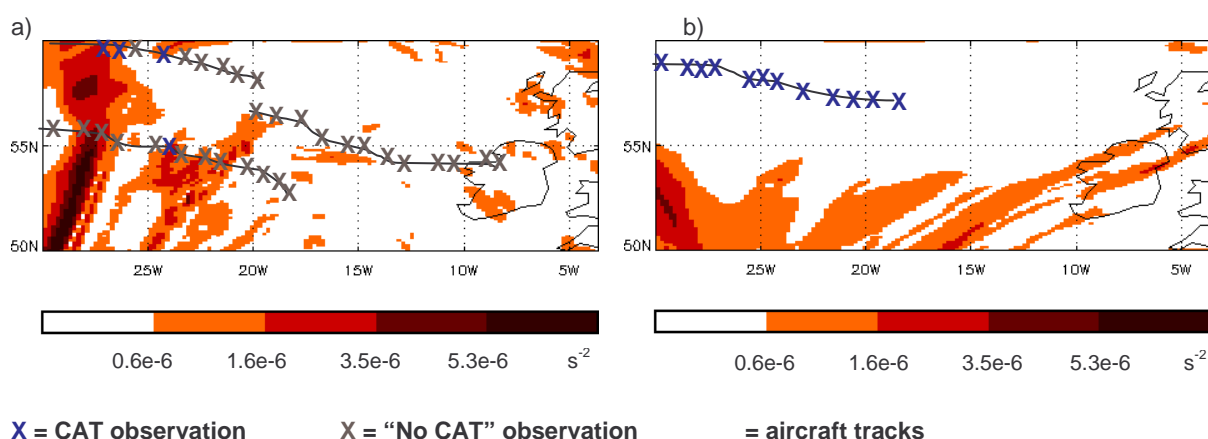 a)
b)
55N
50N
25W 20W 15W 10W 5W
55N
50N
25W 20W 15W 10W 5W
0.6e-6 1.6e-6 3.5e-6 5.3e-6 s-2
0.6e-6 1.6e-6 3.5e-6 5.3e-6 s-2
X = CAT observation X = “No CAT” observation = aircraft tracks